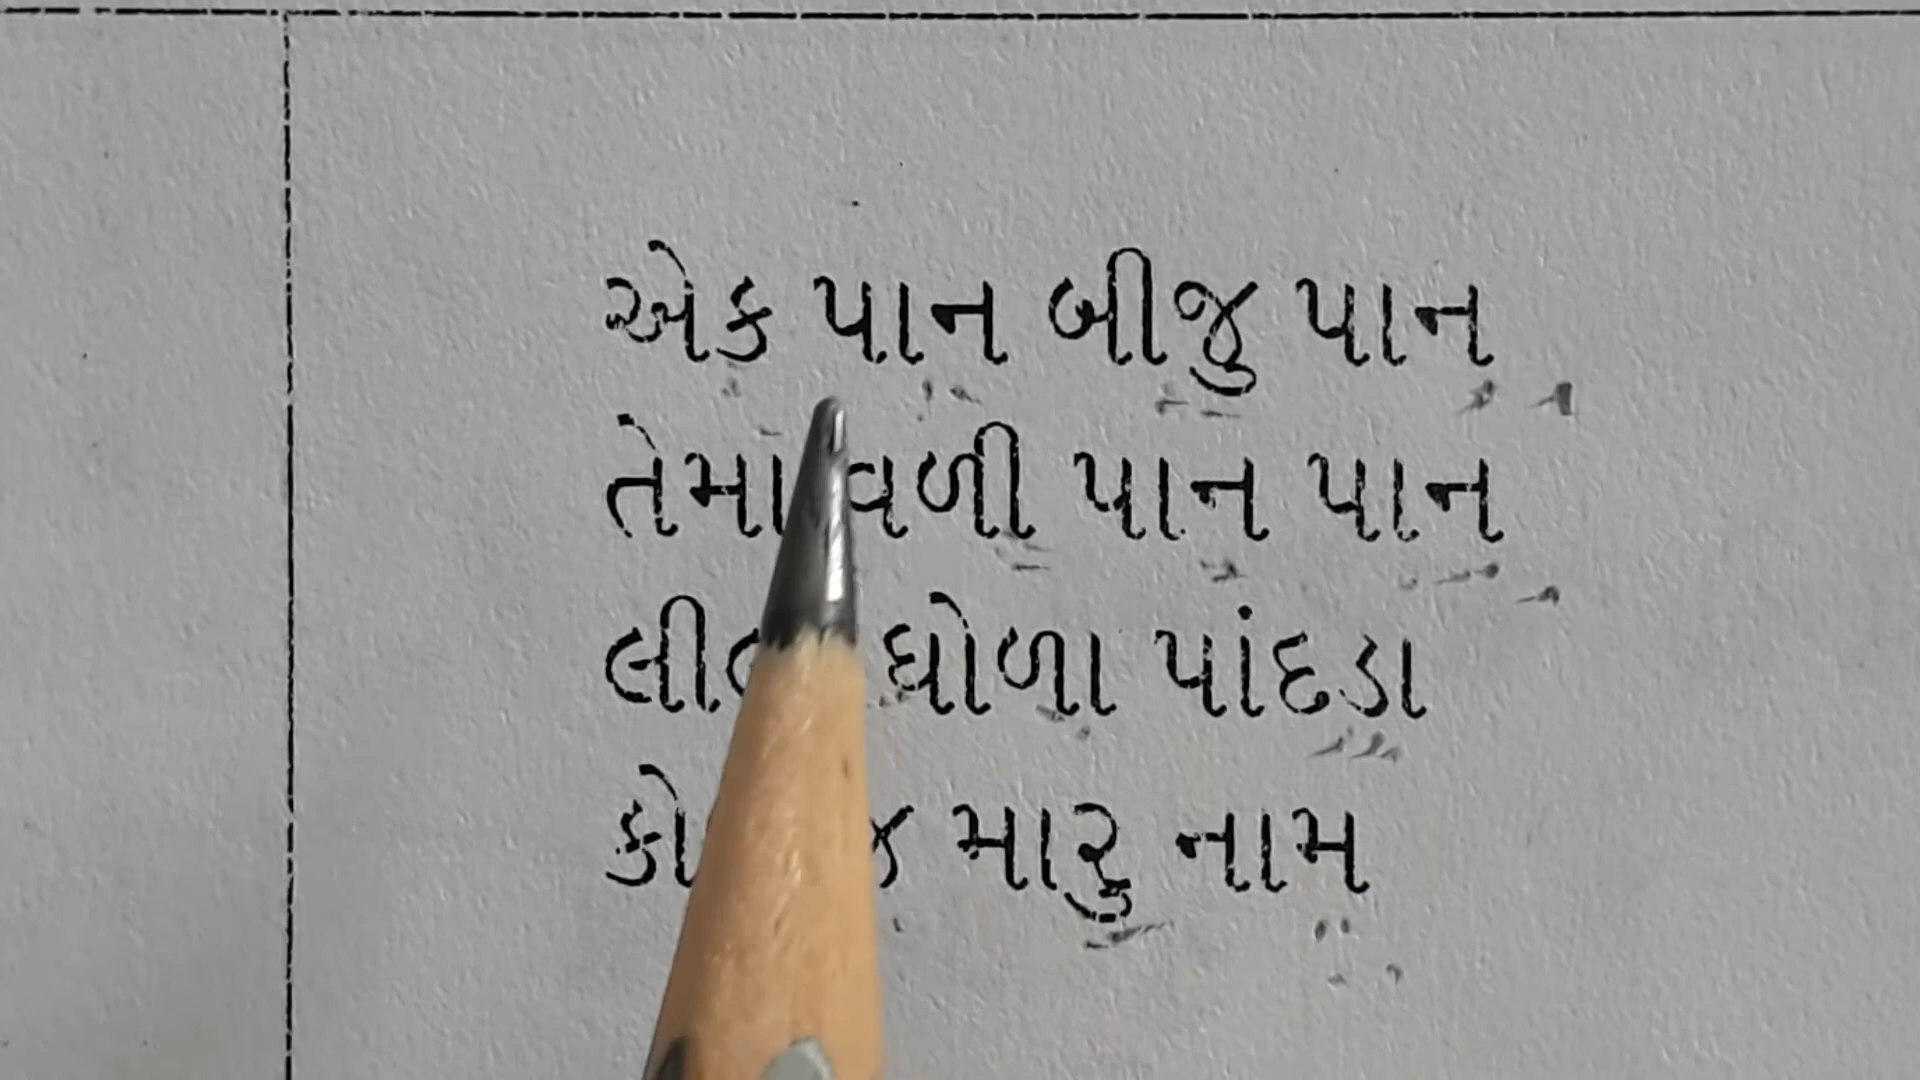 એક પાન બીજુ પાન
તેમા વળી પાન પાન
ધોળા પાંદડા
મારુ નામ